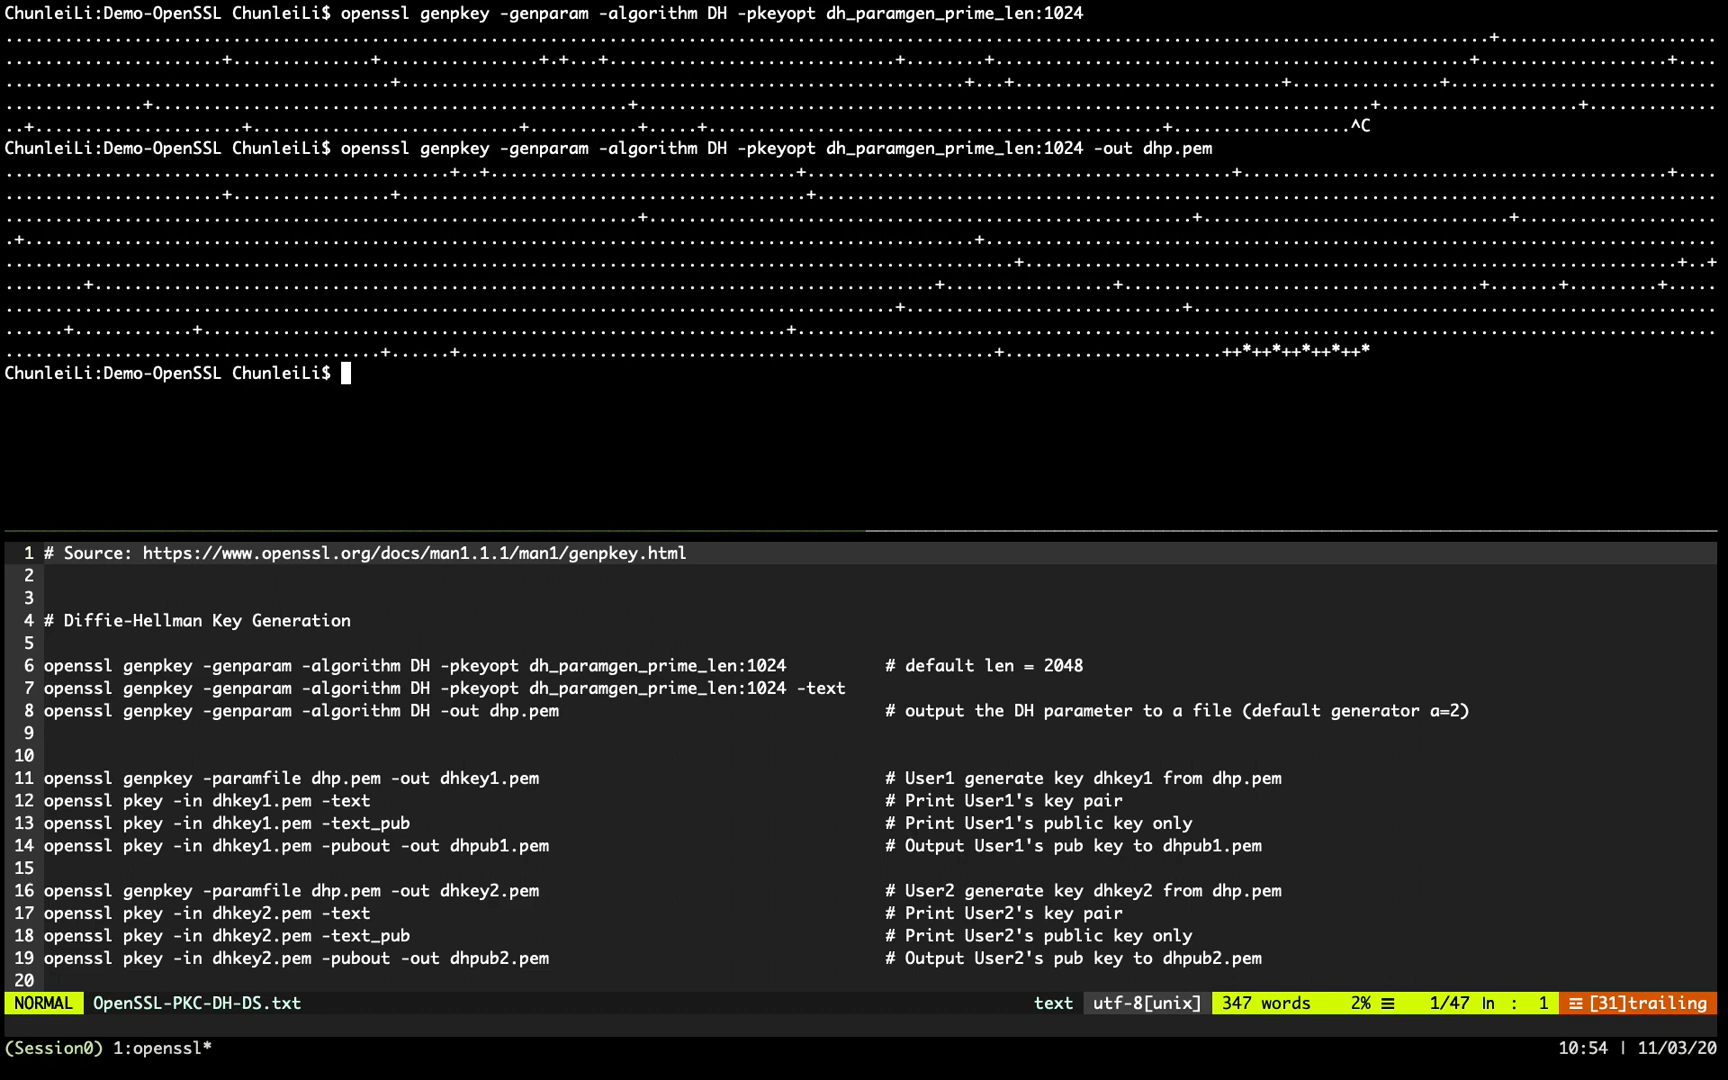 ChunleiLi:Demo-OpenSSL ChunleiLi$ openssl genpkey -genparam -algorithm DH -pkeyopt dh_paramgen_prime_len:1024
^C
ChunleiLi:Demo-OpenSSL ChunleiLi$ openssl genpkey -genparam -algorithm DH -pkeyopt dh_paramgen_prime_len:1024 -out dhp.pem
++*++*++*++*++*
ChunleiLi:Demo-OpenSSL ChunleiLi$
1 # Source: https://www.openssl.org/docs/man1.1.1/man1/genpkey.html
2
3
4 # Diffie-Hellman Key Generation
5
6 openssl genpkey -genparam -algorithm DH -pkeyopt dh_paramgen_prime_len:1024 # default len = 2048
7 openssl genpkey -genparam -algorithm DH -pkeyopt dh_paramgen_prime_len:1024 -text
8 openssl genpkey -genparam -algorithm DH -out dhp.pem # output the DH parameter to a file (default generator a=2)
9
10
11 openssl genpkey -paramfile dhp.pem -out dhkey1.pem # User1 generate key dhkey1 from dhp.pem
12 openssl pkey -in dhkey1.pem -text # Print User1's key pair
13 openssl pkey -in dhkey1.pem -text_pub # Print User1's public key only
14 openssl pkey -in dhkey1.pem -pubout -out dhpub1.pem # Output User1's pub key to dhpub1.pem
15
16 openssl genpkey -paramfile dhp.pem -out dhkey2.pem # User2 generate key dhkey2 from dhp.pem
17 openssl pkey -in dhkey2.pem -text # Print User2's key pair
18 openssl pkey -in dhkey2.pem -text_pub # Print User2's public key only
19 openssl pkey -in dhkey2.pem -pubout -out dhpub2.pem # Output User2's pub key to dhpub2.pem
20
NORMAL OpenSSL-PKC-DH-DS.txt text utf-8[unix] 347 words 2% ☰ 1/47 ln : 1 ☲ [31]trailing
(Session0) 1:openssl* 10:54 | 11/03/20